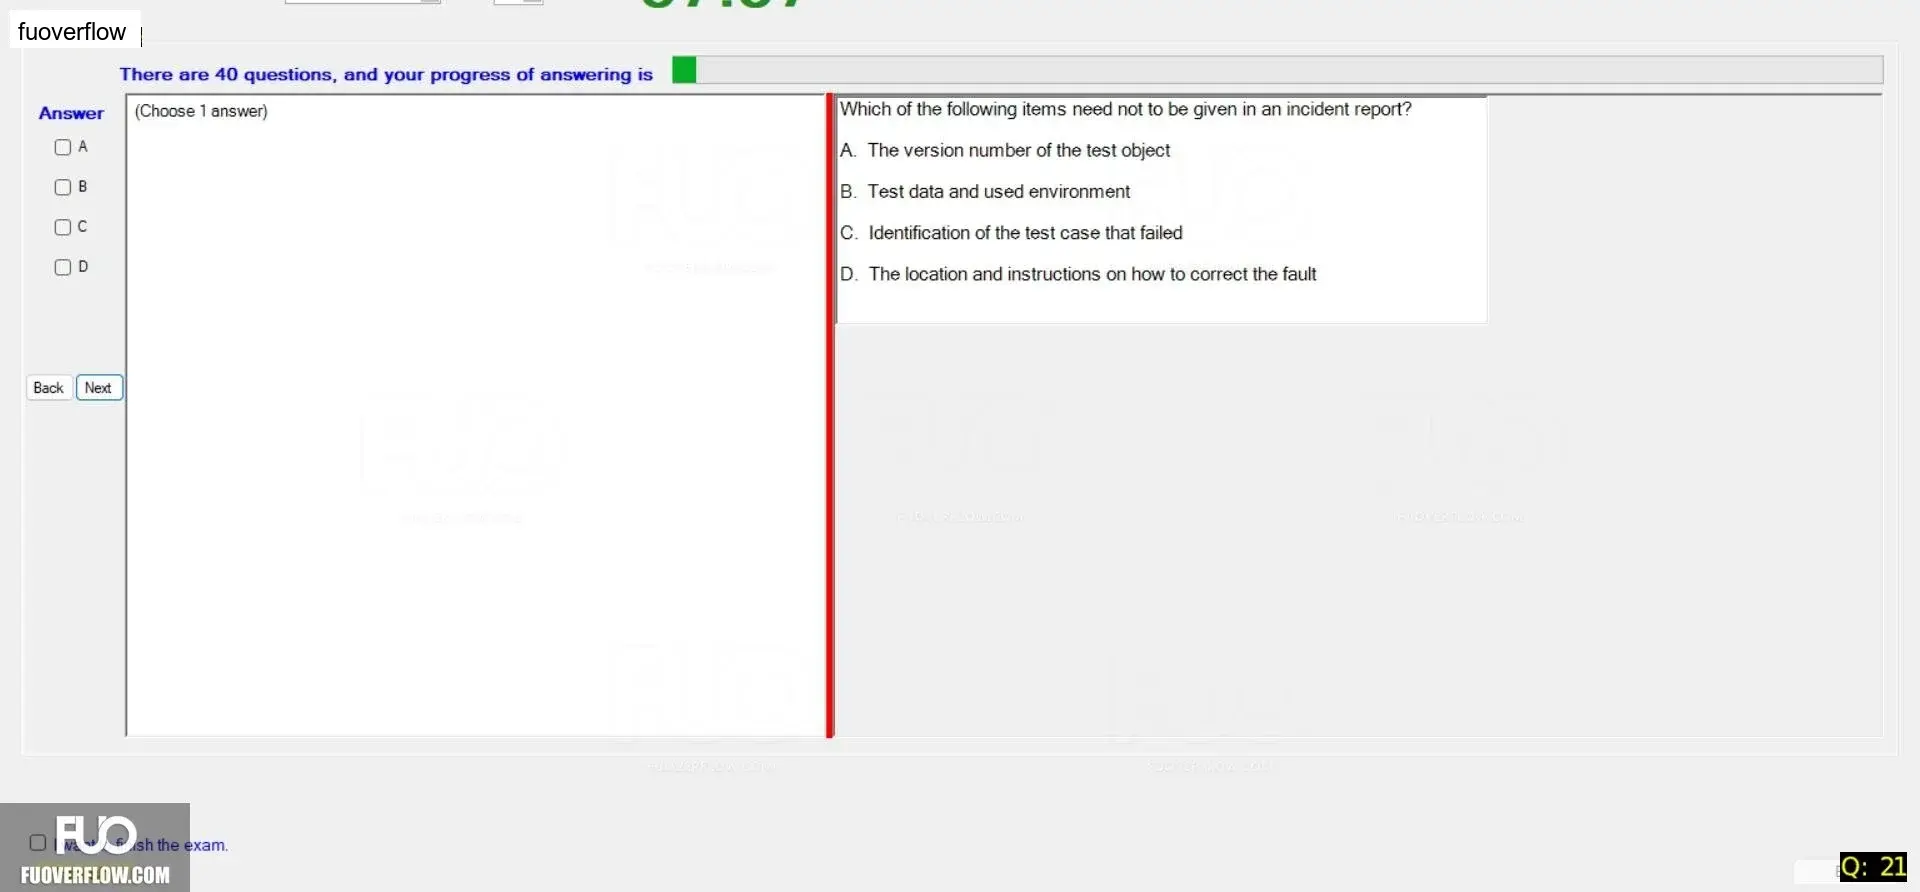 fuoverflow
There are 40 questions, and your progress of answering is
Answer
(Choose 1 answer)
A
B
C
D
Back Next
Which of the following items need not to be given in an incident report?
A. The version number of the test object
B. Test data and used environment
C. Identification of the test case that failed
D. The location and instructions on how to correct the fault
I want finish the exam.
FUO
FUOVERFLOW.COM
Q: 21